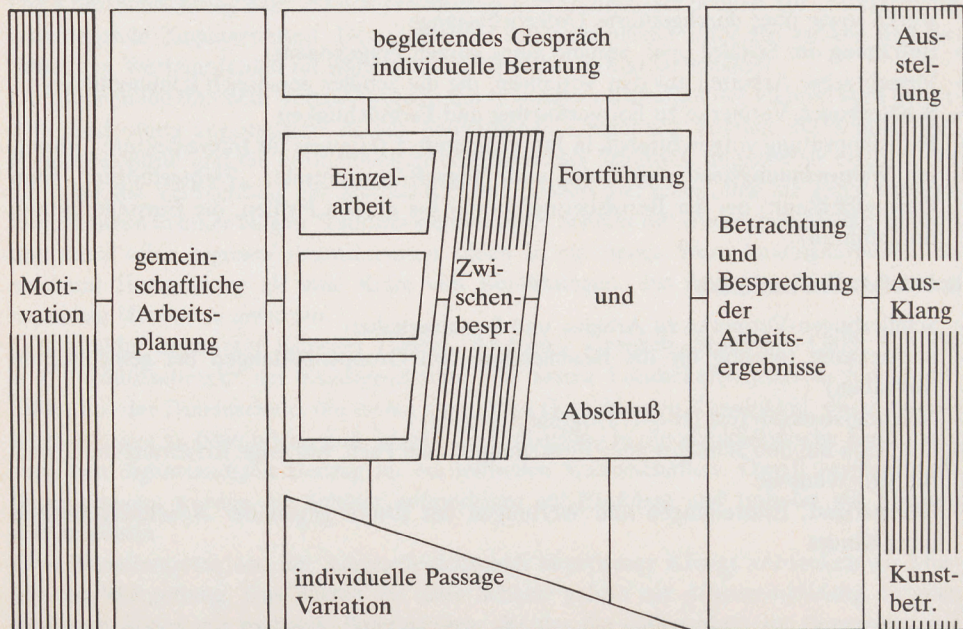 Moti-
vation
gemein-
schaftliche
Arbeits-
planung
begleitendes Gespräch
individuelle Beratung
Einzel-
arbeit
Zwi-
schen-
bespr.
Fortführung
und
Abschluß
individuelle Passage
Variation
Betrachtung
und
Besprechung
der
Arbeits-
ergebnisse
Aus-
stel-
lung
Aus-
Klang
Kunst-
betr.